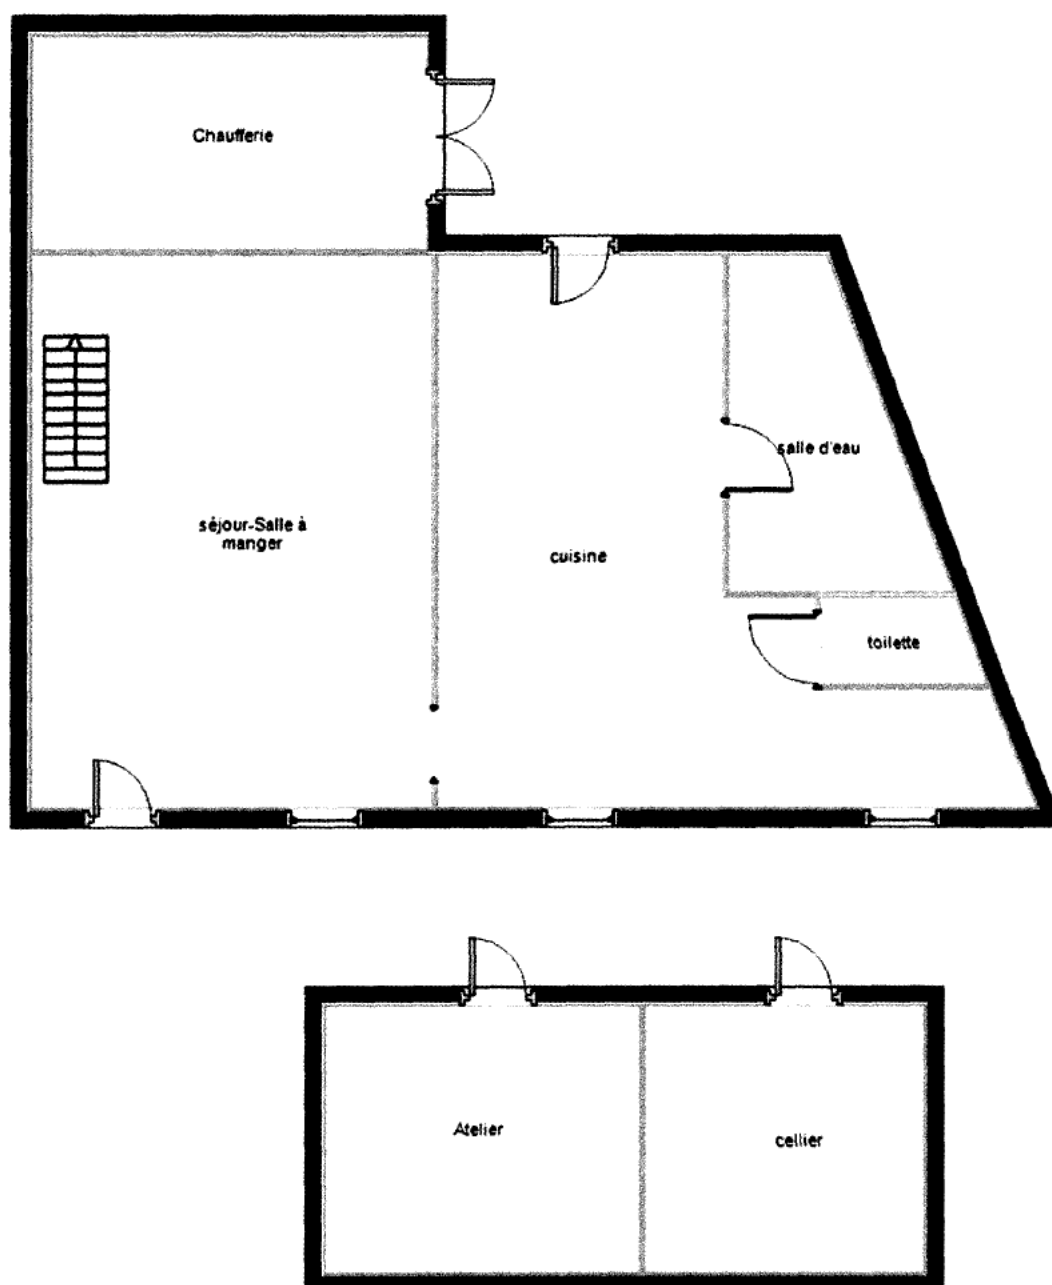 Chaufferie
salle d'eau
séjour-Salle à
manger
cuisine
toilette
Atelier
cellier